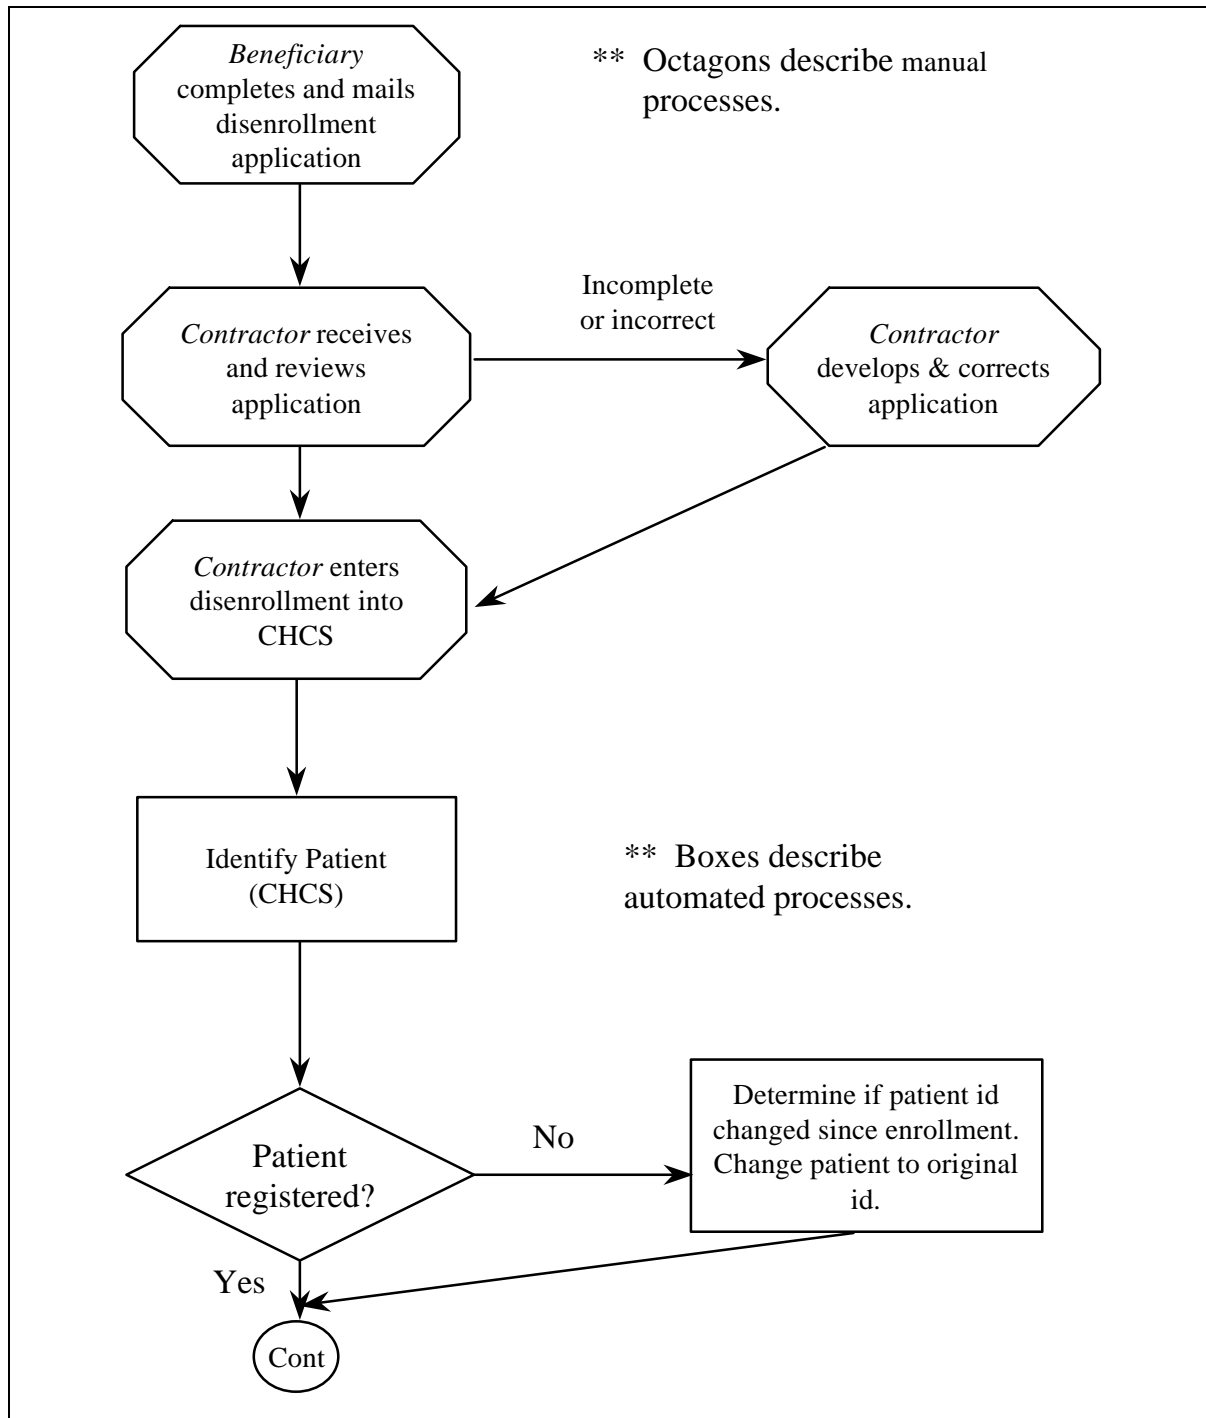 Beneficiary
completes and mails
disenrollment
application
** Octagons describe manual
processes.
Contractor receives
and reviews
application
Incomplete
or incorrect
Contractor
develops & corrects
application
Contractor enters
disenrollment into
CHCS
Identify Patient
(CHCS)
** Boxes describe
automated processes.
Patient
registered?
No
Determine if patient id
changed since enrollment.
Change patient to original
id.
Yes
Cont